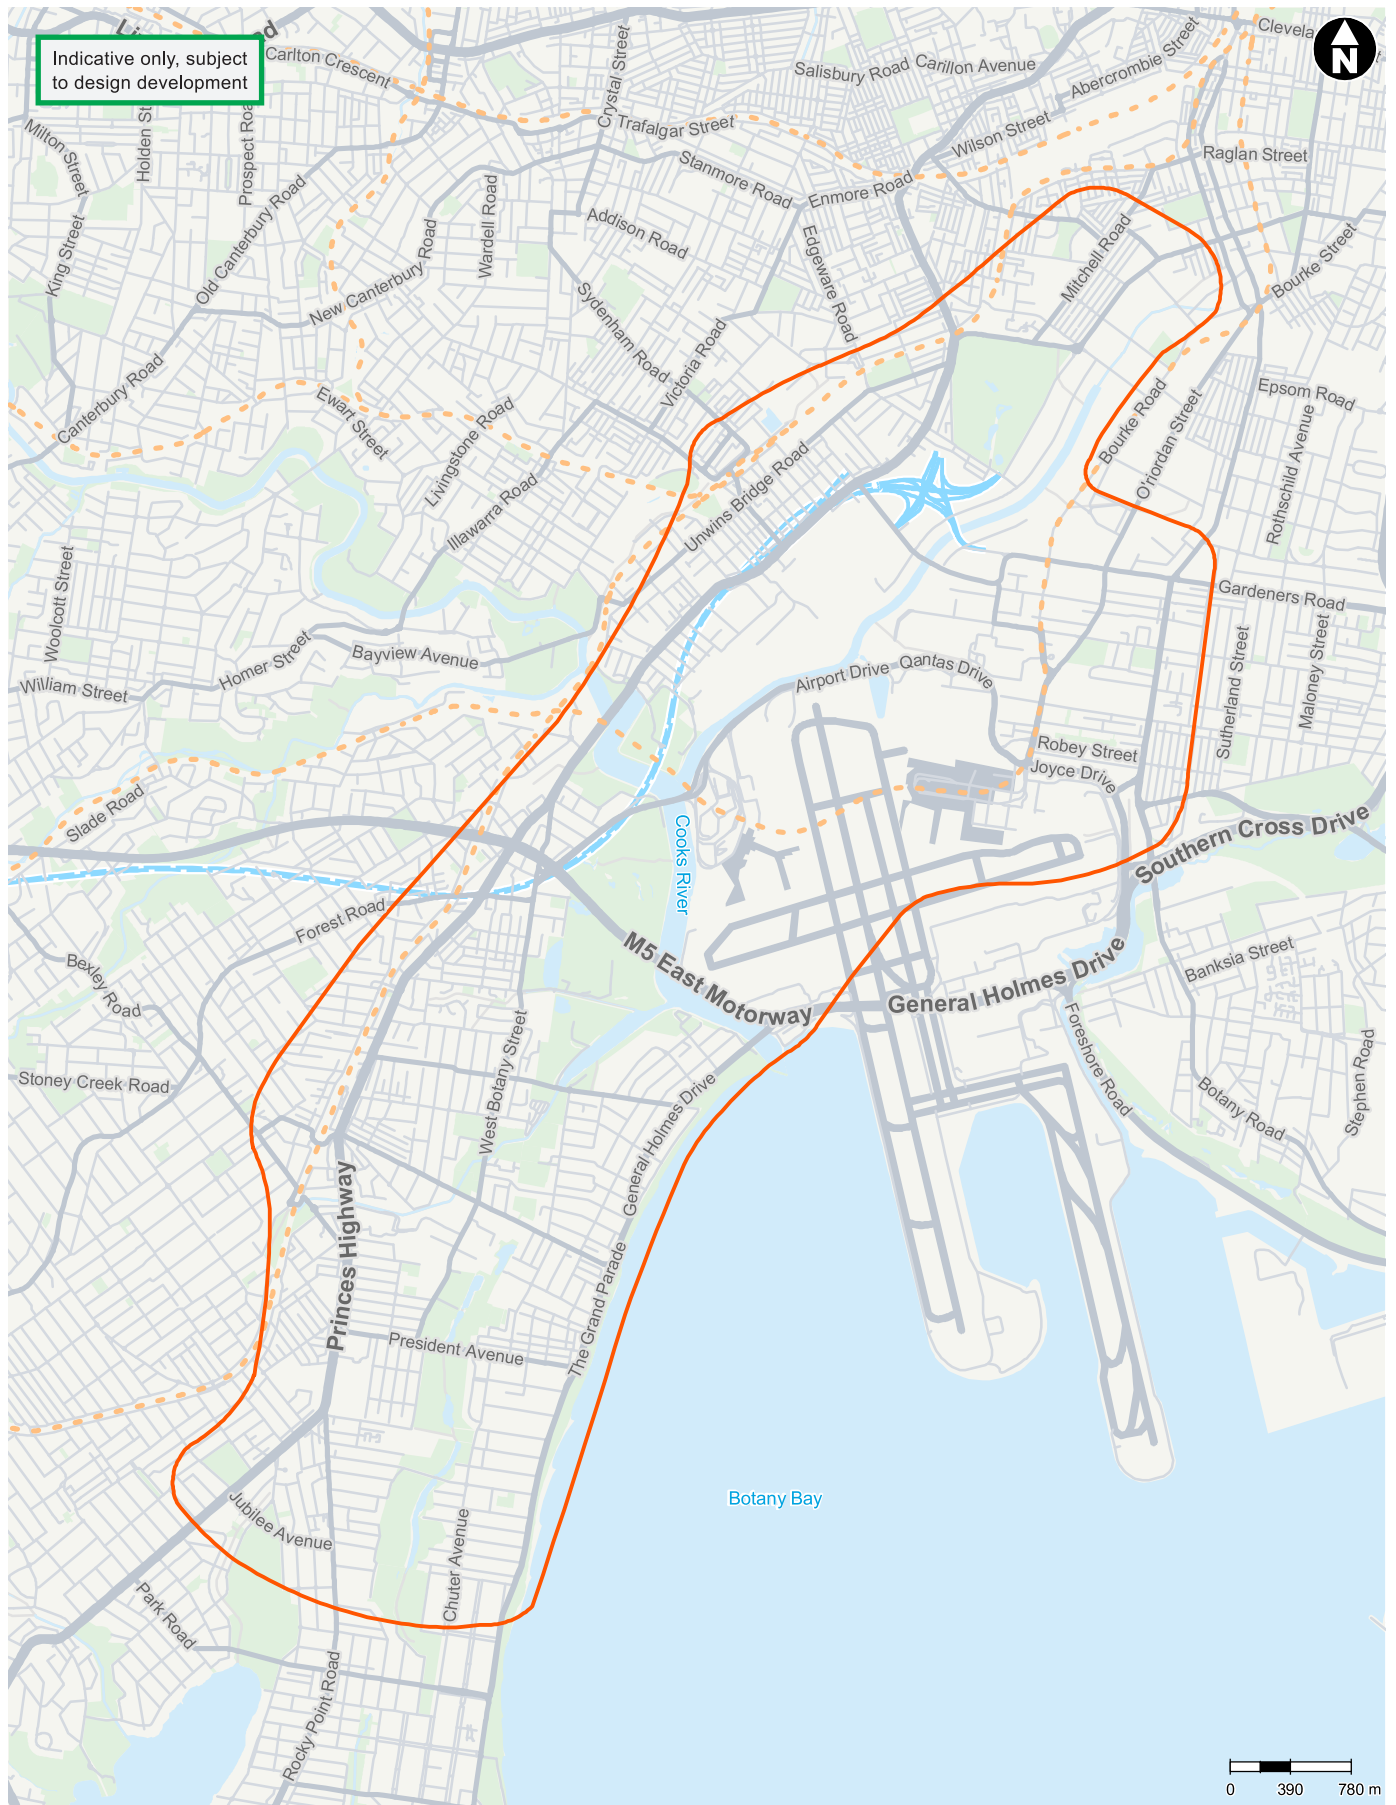 Indicative only, subject
to design development
Carlton Crescent
Crystal Street
Salisbury Road
Carillon Avenue
Abercrombie Street
N
Milton Street
Prospect Road
Trafalgar Street
Wilson Street
Raglan Street
Stanmore Road
Enmore Road
King Street
Old Canterbury Road
New Canterbury Road
Wardell Road
Addison Road
Edgeware Road
Mitchell Road
Bourke Street
Sydenham Road
Victoria Road
Canterbury Road
Ewart Street
Livingstone Road
Bourke Road
O'riordan Street
Epsom Road
Rothschild Avenue
Illawarra Road
Unwins Bridge Road
Woolcott Street
Gardeners Road
Homer Street
Bayview Avenue
William Street
Airport Drive
Qantas Drive
Sutherland Street
Maloney Street
Robey Street
Joyce Drive
Slade Road
Cooks River
Southern Cross Drive
Forest Road
M5 East Motorway
General Holmes Drive
Banksia Street
Bexley Road
Stoney Creek Road
West Botany Street
General Holmes Drive
Foreshore Road
Botany Road
Stephen Road
Princes Highway
The Grand Parade
President Avenue
Botany Bay
Jubilee Avenue
Chuter Avenue
Park Road
Rocky Point Road
0 390 780 m